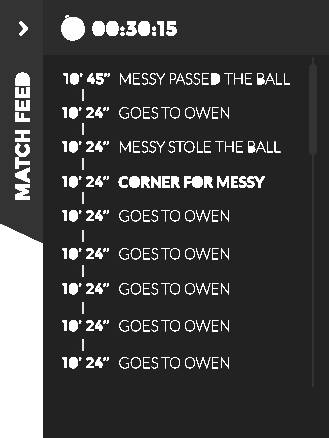 00:30:15
MATCH FEED
10' 45" MESSY PASSED THE BALL
10' 24" GOES TO OWEN
10' 24" MESSY STOLE THE BALL
10' 24" CORNER FOR MESSY
10' 24" GOES TO OWEN
10' 24" GOES TO OWEN
10' 24" GOES TO OWEN
10' 24" GOES TO OWEN
10' 24" GOES TO OWEN